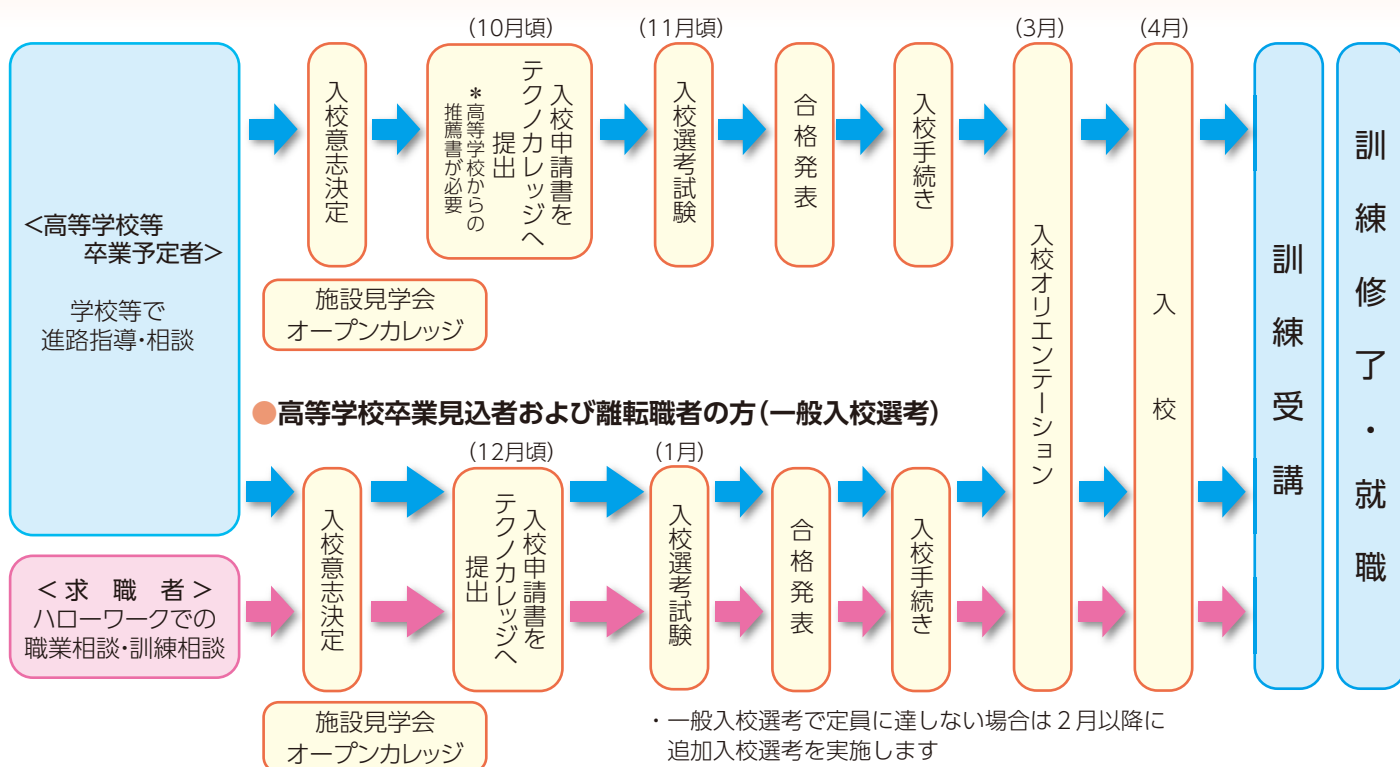 <高等学校等
卒業予定者>
学校等で
進路指導・相談
入校意志決定
施設見学会
オープンカレッジ
(10月頃)
入校申請書を
テクノカレッジへ
提出
*高等学校からの
推薦書が必要
(11月頃)
入校選考試験
合格発表
入校手続き
(3月)
入校オリエンテーション
(4月)
入校
訓練受講
訓練修了・就職
●高等学校卒業見込者および離転職者の方(一般入校選考)
<求職者>
ハローワークでの
職業相談・訓練相談
入校意志決定
施設見学会
オープンカレッジ
(12月頃)
入校申請書を
テクノカレッジへ
提出
(1月)
入校選考試験
合格発表
入校手続き
・一般入校選考で定員に達しない場合は2月以降に
追加入校選考を実施します